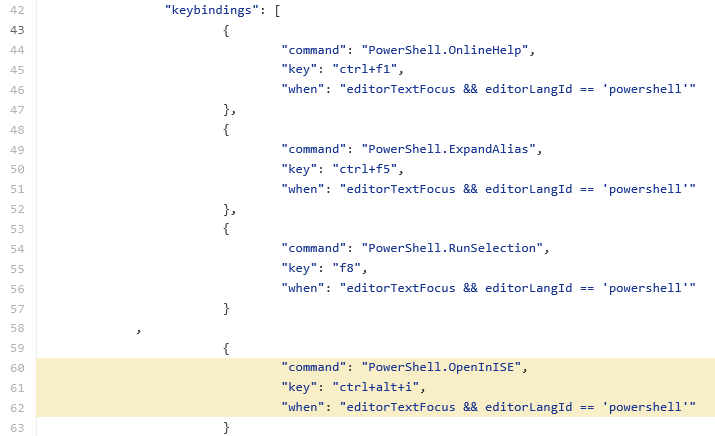 42 "keybindings": [
43 {
44 "command": "PowerShell.OnlineHelp",
45 "key": "ctrl+f1",
46 "when": "editorTextFocus && editorLangId == 'powershell'"
47 },
48 {
49 "command": "PowerShell.ExpandAlias",
50 "key": "ctrl+f5",
51 "when": "editorTextFocus && editorLangId == 'powershell'"
52 },
53 {
54 "command": "PowerShell.RunSelection",
55 "key": "f8",
56 "when": "editorTextFocus && editorLangId == 'powershell'"
57 }
58 ,
59 {
60 "command": "PowerShell.OpenInISE",
61 "key": "ctrl+alt+i",
62 "when": "editorTextFocus && editorLangId == 'powershell'"
63 }